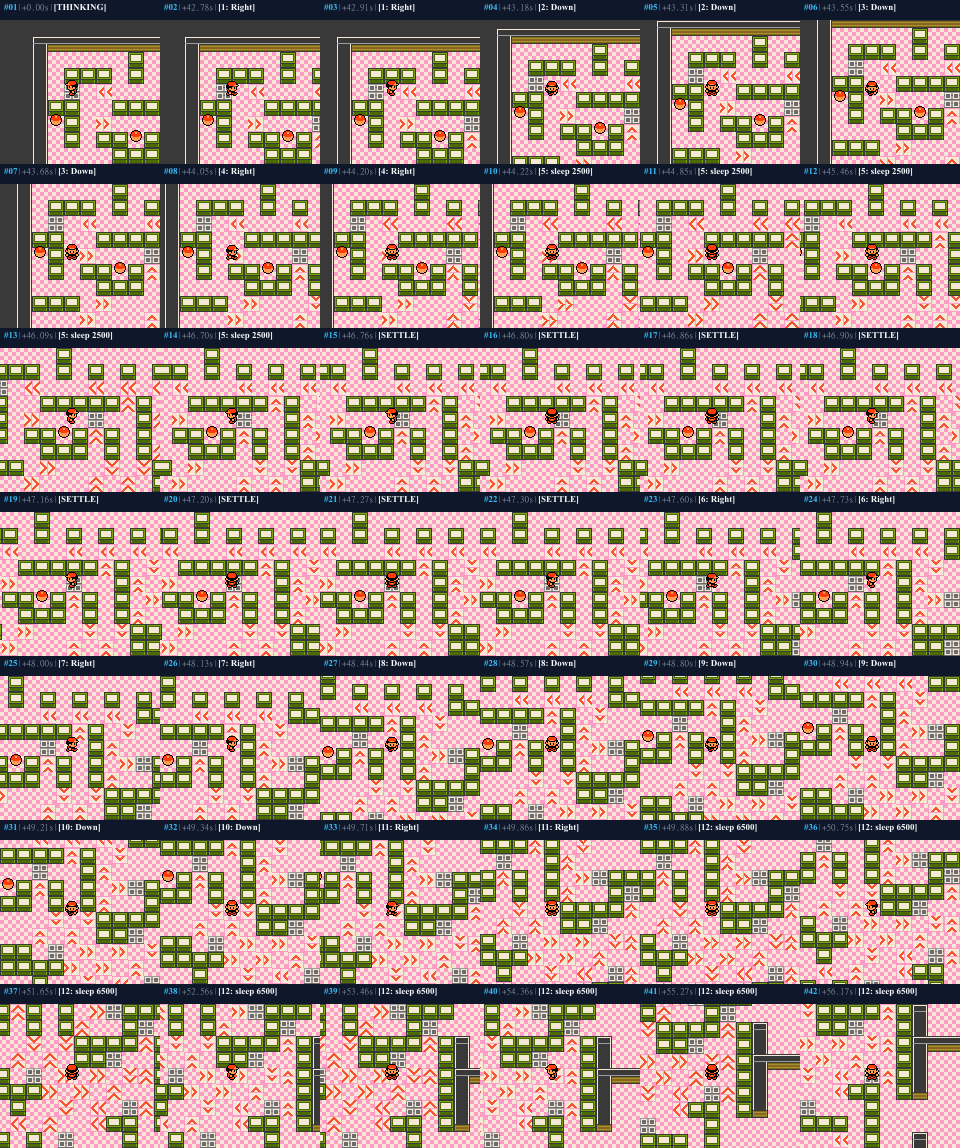 #01|+0.00s| [THINKING]
#02|+42.78s| [1: Right]
#03|+42.91s| [1: Right]
#04|+43.18s| [2: Down]
#05|+43.31s| [2: Down]
#06|+43.55s| [3: Down]
#07|+43.68s| [3: Down]
#08|+44.05s| [4: Right]
#09|+44.20s| [4: Right]
#10|+44.22s| [5: sleep 2500]
#11|+44.85s| [5: sleep 2500]
#12|+45.46s| [5: sleep 2500]
#13|+46.09s| [5: sleep 2500]
#14|+46.70s| [5: sleep 2500]
#15|+46.76s| [SETTLE]
#16|+46.80s| [SETTLE]
#17|+46.86s| [SETTLE]
#18|+46.90s| [SETTLE]
#19|+47.16s| [SETTLE]
#20|+47.20s| [SETTLE]
#21|+47.27s| [SETTLE]
#22|+47.30s| [SETTLE]
#23|+47.60s| [6: Right]
#24|+47.73s| [6: Right]
#25|+48.00s| [7: Right]
#26|+48.13s| [7: Right]
#27|+48.44s| [8: Down]
#28|+48.57s| [8: Down]
#29|+48.80s| [9: Down]
#30|+48.94s| [9: Down]
#31|+49.21s| [10: Down]
#32|+49.34s| [10: Down]
#33|+49.71s| [11: Right]
#34|+49.86s| [11: Right]
#35|+49.88s| [12: sleep 6500]
#36|+50.75s| [12: sleep 6500]
#37|+51.65s| [12: sleep 6500]
#38|+52.56s| [12: sleep 6500]
#39|+53.46s| [12: sleep 6500]
#40|+54.36s| [12: sleep 6500]
#41|+55.27s| [12: sleep 6500]
#42|+56.17s| [12: sleep 6500]